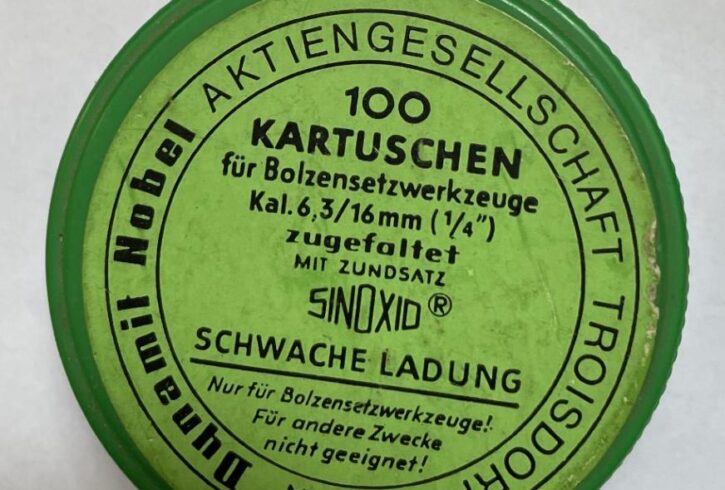 Dynamit Nobel AKTIENGESELLSCHAFT TROISDORF
100
KARTUSCHEN
für Bolzensetzwerkzeuge
Kal. 6,3/16mm (1/4")
zugefaltet
MIT ZUNDSATZ
SINOXID®
SCHWACHE LADUNG
Nur für Bolzensetzwerkzeuge!
Für andere Zwecke
nicht geeignet!